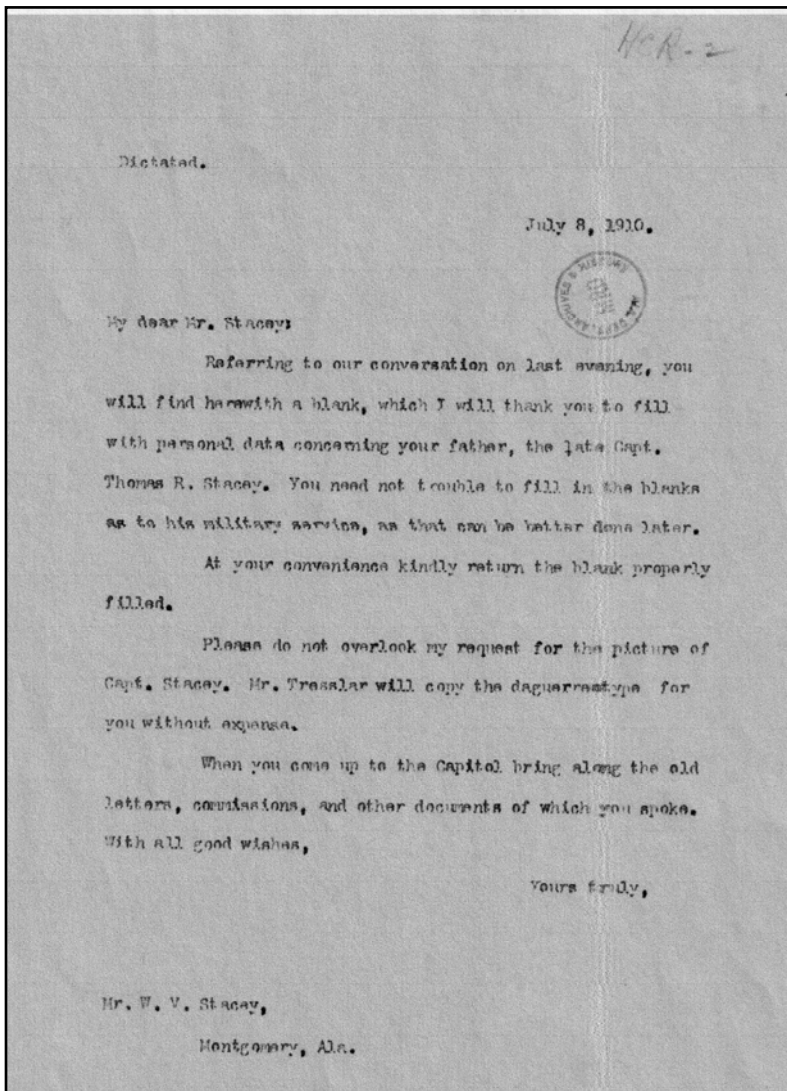 HCR-2
Dictated.
July 8, 1910.
ALA. DEPT. ARCHIVES & HISTORY
My dear Mr. Stacey:
Referring to our conversation on last evening, you
will find herewith a blank, which I will thank you to fill
with personal data concerning your father, the late Capt.
Thomas R. Stacey. You need not trouble to fill in the blanks
as to his military service, as that can be better done later.
At your convenience kindly return the blank properly
filled.
Please do not overlook my request for the picture of
Capt. Stacey. Mr. Tresslar will copy the daguerreotype for
you without expense.
When you come up to the Capitol bring along the old
letters, commissions, and other documents of which you spoke.
With all good wishes,
Yours truly,
Mr. W. V. Stacey,
Montgomery, Ala.